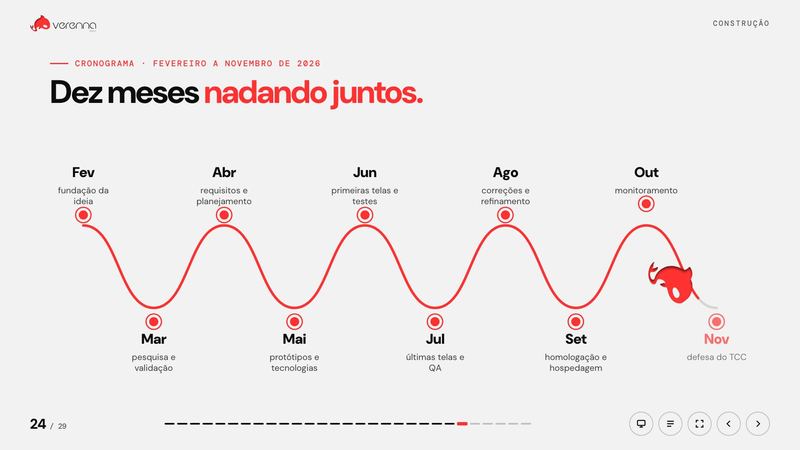 verenna
CONSTRUÇÃO
CRONOGRAMA · FEVEREIRO A NOVEMBRO DE 2026
Dez meses nadando juntos.
Fev
fundação da
ideia
Abr
requisitos e
planejamento
Jun
primeiras telas e
testes
Ago
correções e
refinamento
Out
monitoramento
Mar
pesquisa e
validação
Mai
protótipos e
tecnologias
Jul
últimas telas e
QA
Set
homologação e
hospedagem
Nov
defesa do TCC
24 / 29